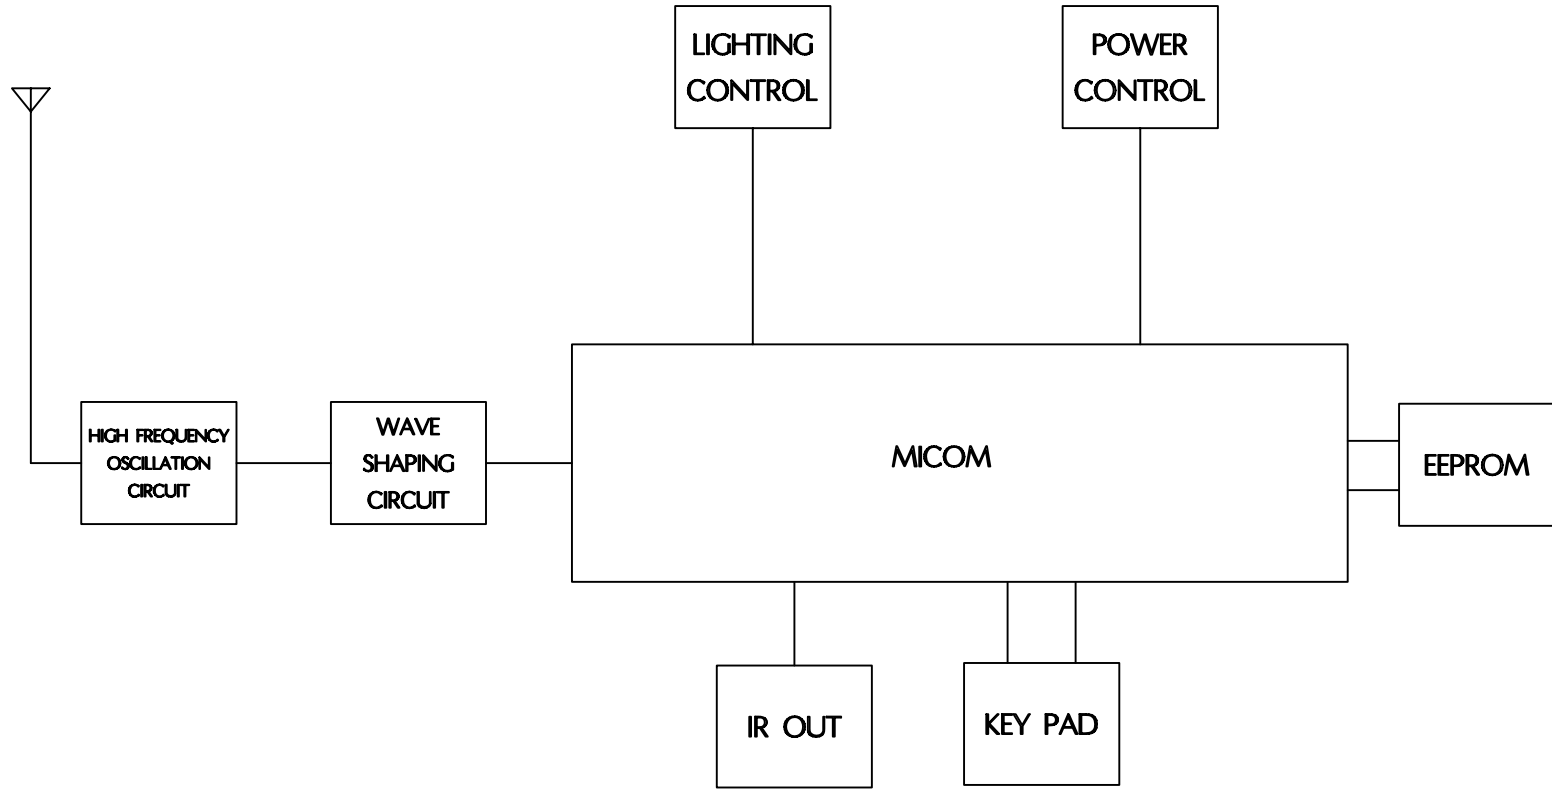 LIGHTING
CONTROL
POWER
CONTROL
HIGH FREQUENCY
OSCILLATION
CIRCUIT
WAVE
SHAPING
CIRCUIT
MICOM
EEPROM
IR OUT
KEY PAD